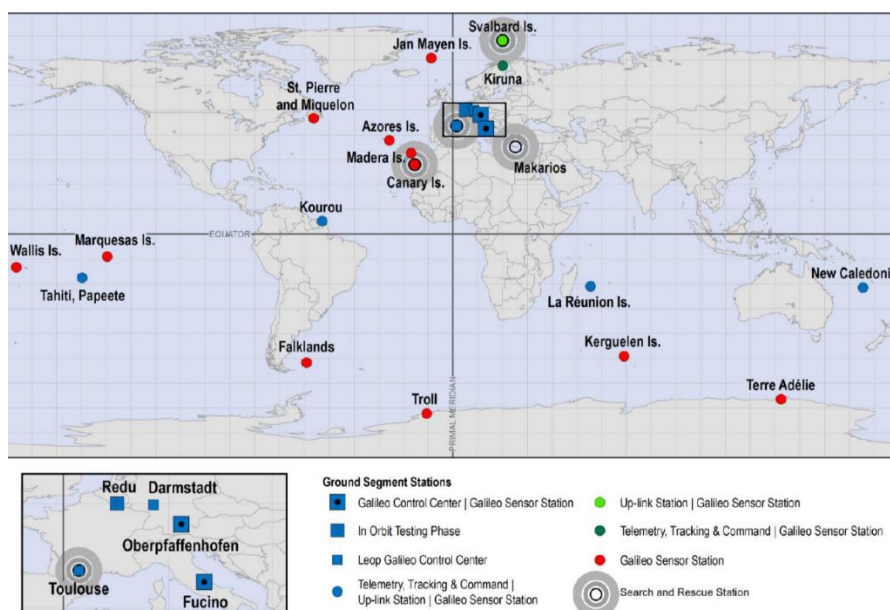 Svalbard Is.
Jan Mayen Is.
Kiruna
St. Pierre
and Miquelon
Azores Is.
Madera Is.
Canary Is.
Makarios
Kourou
EQUATOR
Wallis Is.
Marquesas Is.
Tahiti, Papeete
New Caledoni
La Réunion Is.
Falklands
Kerguelen Is.
Troll
Terre Adélie
PRIMAL MERIDIAN
Redu
Darmstadt
Oberpfaffenhofen
Toulouse
Fucino
Ground Segment Stations
Galileo Control Center | Galileo Sensor Station
In Orbit Testing Phase
Leop Galileo Control Center
Telemetry, Tracking & Command |
Up-link Station | Galileo Sensor Station
Up-link Station | Galileo Sensor Station
Telemetry, Tracking & Command | Galileo Sensor Station
Galileo Sensor Station
Search and Rescue Station